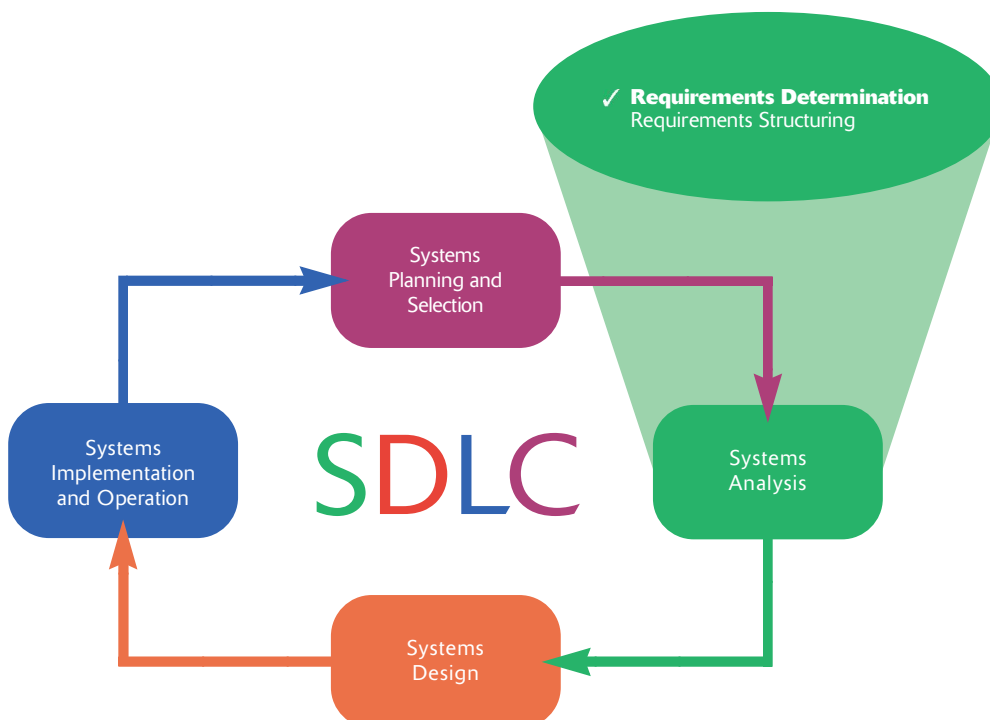 ✓ Requirements Determination
Requirements Structuring
Systems
Planning and
Selection
Systems
Implementation
and Operation
SDLC
Systems
Analysis
Systems
Design